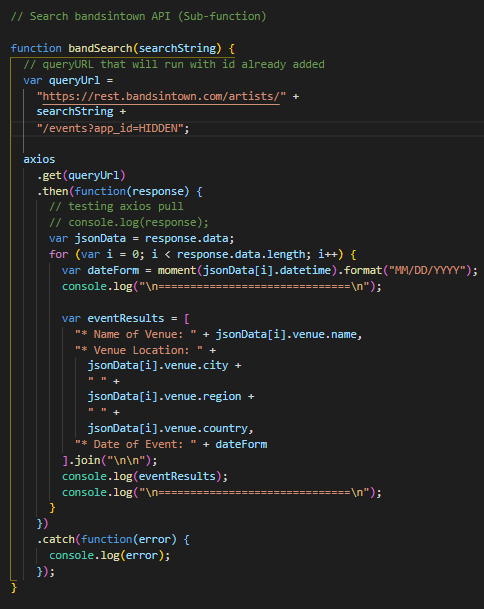 // Search bandsintown API (Sub-function)
function bandSearch(searchString) {
// queryURL that will run with id already added
var queryUrl =
"https://rest.bandsintown.com/artists/" +
searchString +
"/events?app_id=HIDDEN";
axios
.get(queryUrl)
.then(function(response) {
// testing axios pull
// console.log(response);
var jsonData = response.data;
for (var i = 0; i < response.data.length; i++) {
var dateForm = moment(jsonData[i].datetime).format("MM/DD/YYYY");
console.log("\n=============================\n");
var eventResults = [
"* Name of Venue: " + jsonData[i].venue.name,
"* Venue Location: " +
jsonData[i].venue.city +
" " +
jsonData[i].venue.region +
" " +
jsonData[i].venue.country,
"* Date of Event: " + dateForm
].join("\n\n");
console.log(eventResults);
console.log("\n=============================\n");
}
})
.catch(function(error) {
console.log(error);
});
}